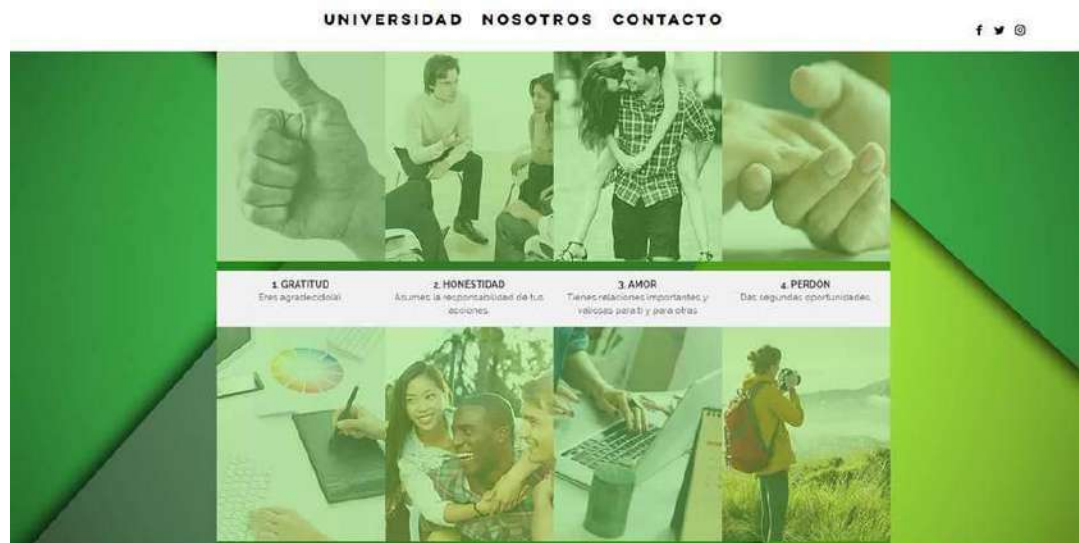 UNIVERSIDAD NOSOTROS CONTACTO
1. GRATITUD
Eres agradecido(a).
2. HONESTIDAD
Asumes la responsabilidad de tus
acciones.
3. AMOR
Tienes relaciones importantes y
valiosas para ti y para otras.
4. PERDÓN
Das segundas oportunidades.